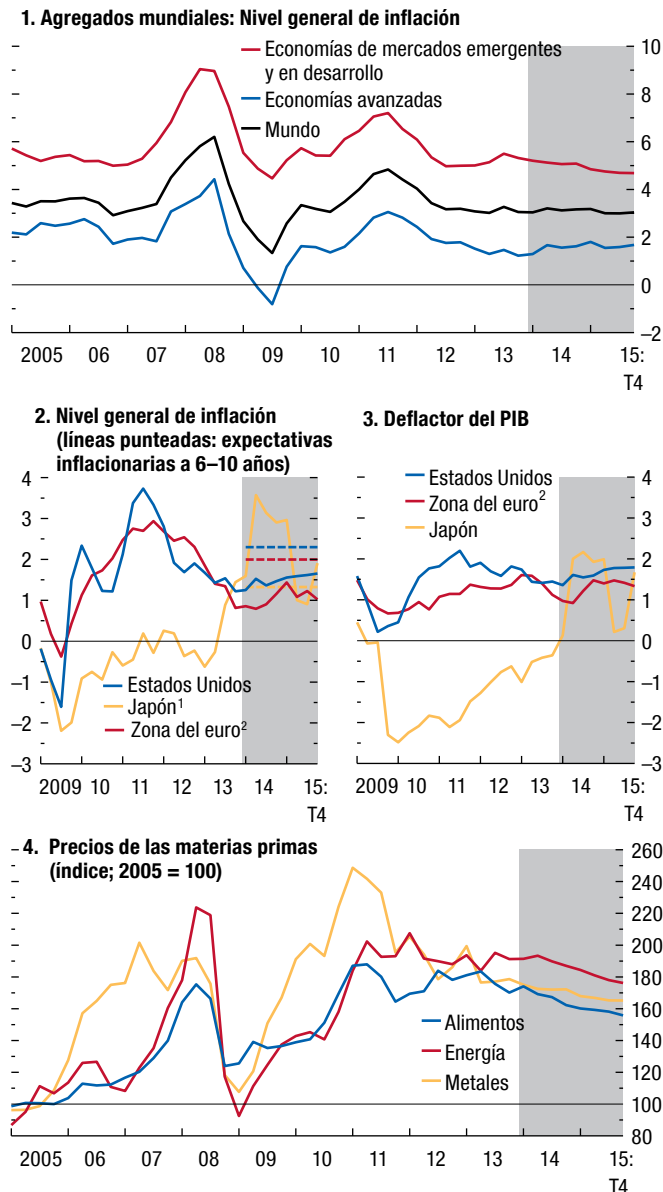 1. Agregados mundiales: Nivel general de inflación
Economías de mercados emergentes
y en desarrollo
Economías avanzadas
Mundo
10
8
6
4
2
0
–2
2005 06 07 08 09 10 11 12 13 14 15:
T4
2. Nivel general de inflación
(líneas punteadas: expectativas
inflacionarias a 6–10 años)
4
3
2
1
0
–1
–2
–3
Estados Unidos
Japón¹
Zona del euro²
2009 10 11 12 13 14 15:
T4
3. Deflactor del PIB
Estados Unidos
Zona del euro²
Japón
4
3
2
1
0
–1
–2
–3
2009 10 11 12 13 14 15:
T4
4. Precios de las materias primas
(índice; 2005 = 100)
260
240
220
200
180
160
140
120
100
80
Alimentos
Energía
Metales
2005 06 07 08 09 10 11 12 13 14 15:
T4